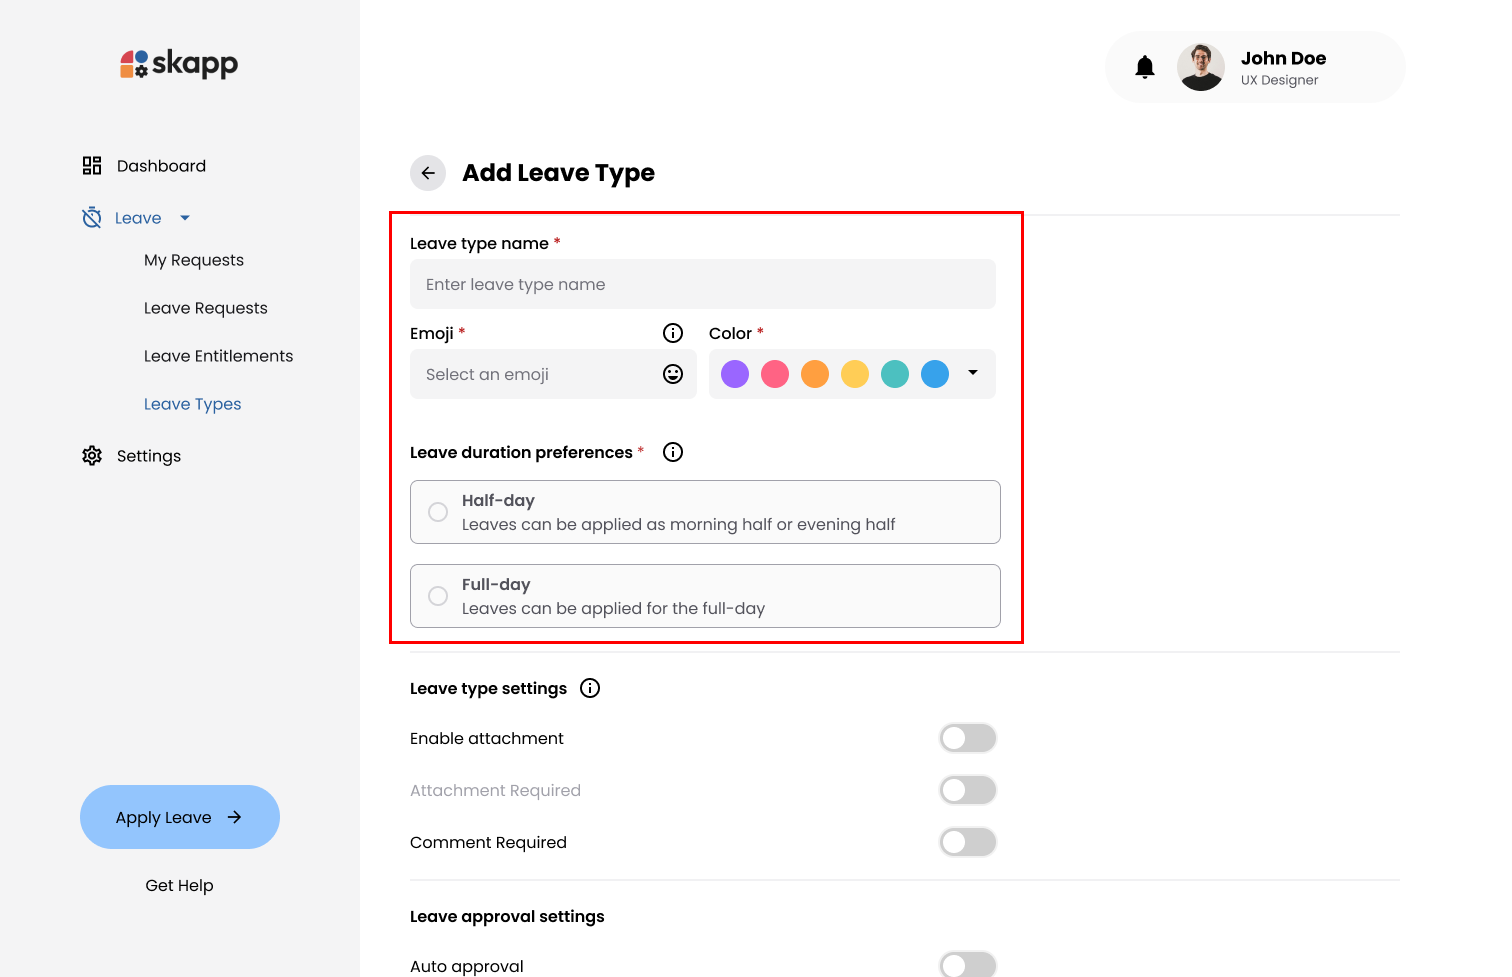 skapp
John Doe
UX Designer
Dashboard
Leave
My Requests
Leave Requests
Leave Entitlements
Leave Types
Settings
Apply Leave
Get Help
Add Leave Type
Leave type name *
Enter leave type name
Emoji *
Select an emoji
Color *
Leave duration preferences *
Half-day
Leaves can be applied as morning half or evening half
Full-day
Leaves can be applied for the full-day
Leave type settings
Enable attachment
Attachment Required
Comment Required
Leave approval settings
Auto approval